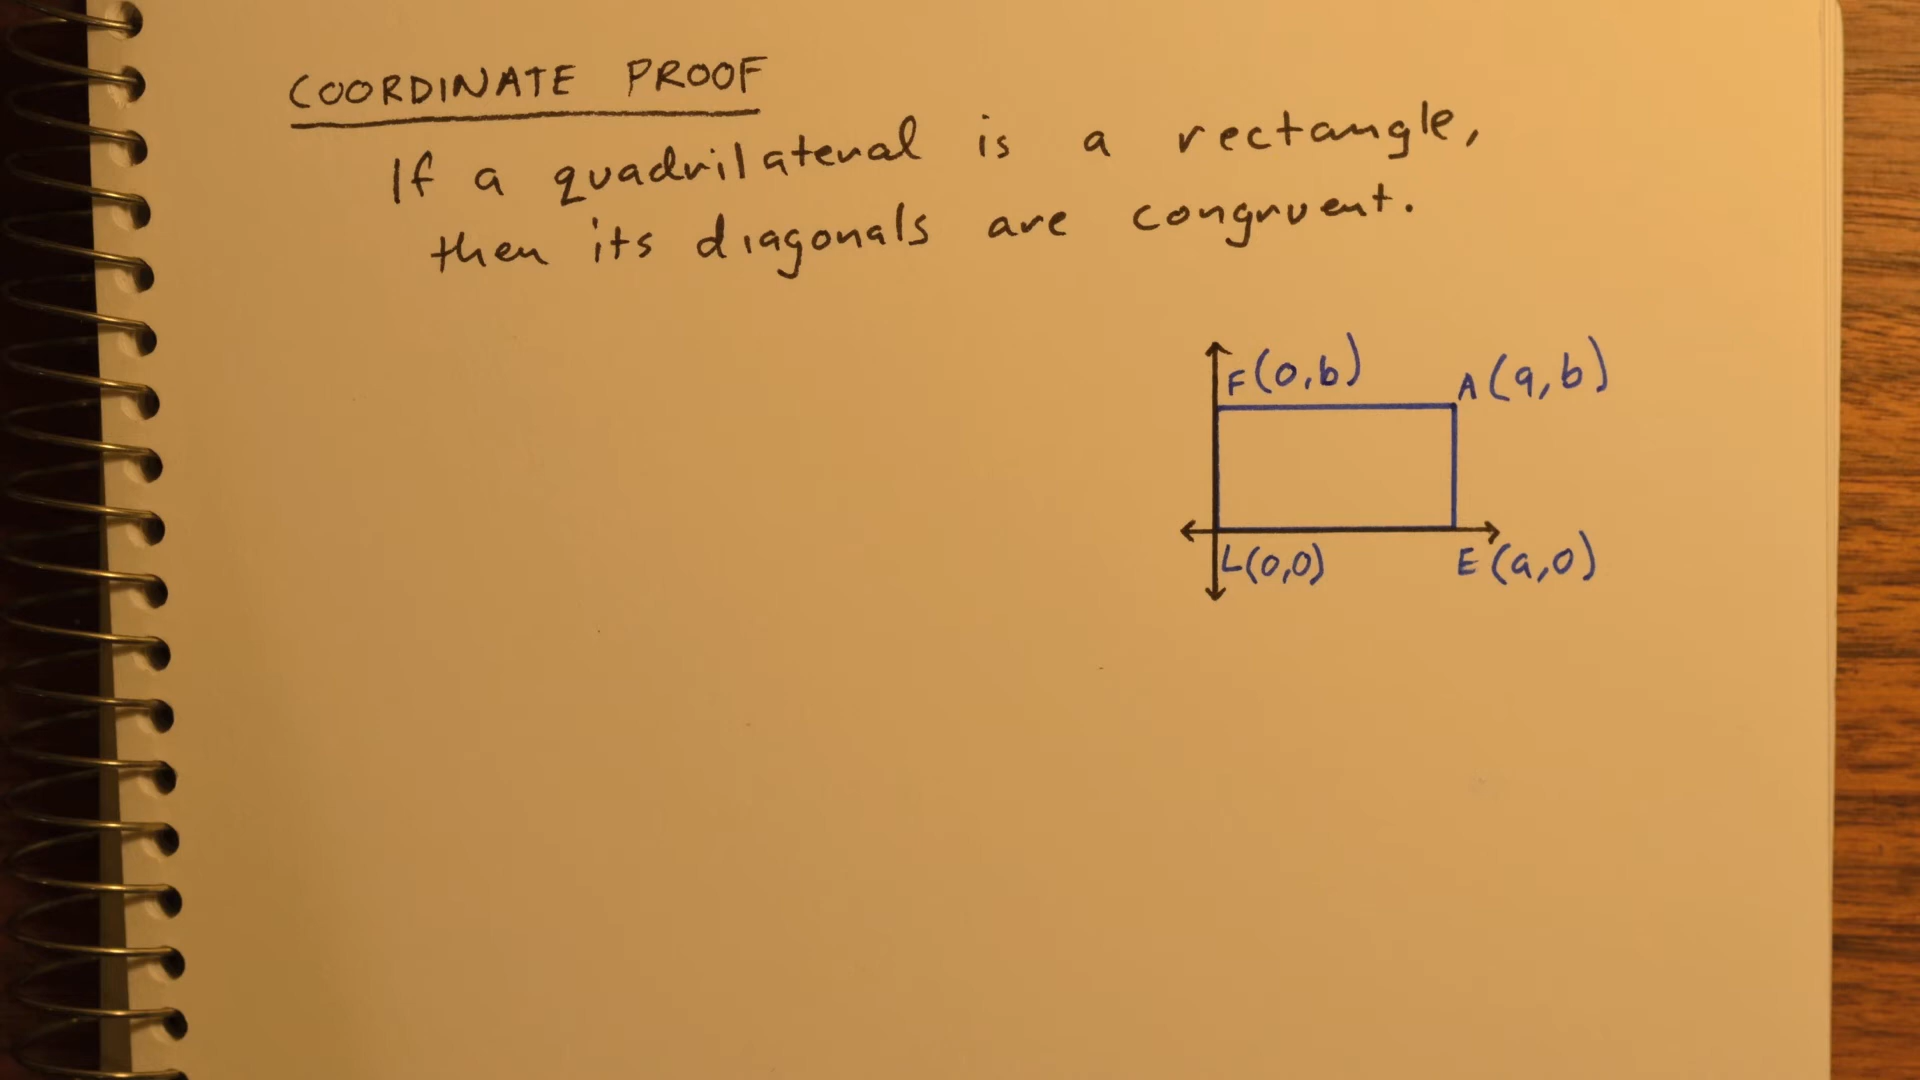 COORDINATE PROOF
If a quadrilateral is a rectangle,
then its diagonals are congruent.
F(0,b) A(a,b)
L(0,0) E(a,0)